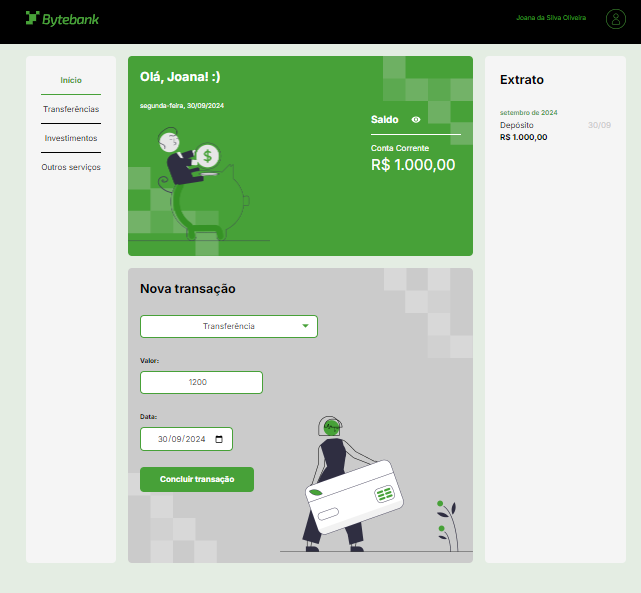 Bytebank
Joana da Silva Oliveira
Início
Transferências
Investimentos
Outros serviços
Olá, Joana! :)
segunda-feira, 30/09/2024
Saldo
Conta Corrente
R$ 1.000,00
$
Nova transação
Transferência
Valor:
1200
Data:
30/09/2024
Concluir transação
Extrato
setembro de 2024
Depósito 30/09
R$ 1.000,00